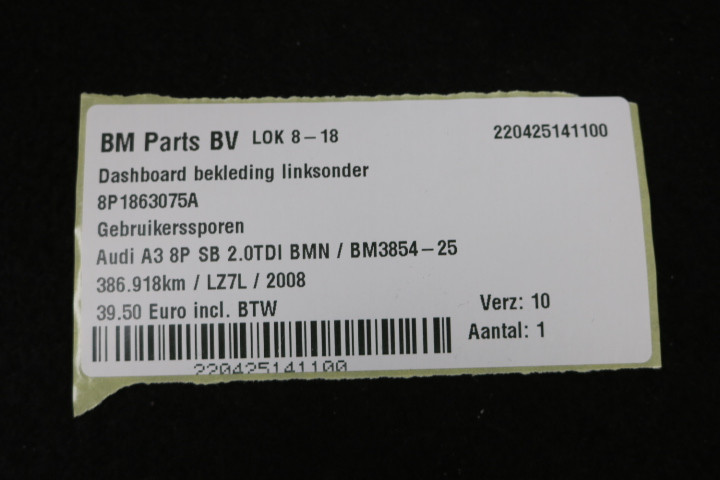 BM Parts BV LOK 8-18 220425141100
Dashboard bekleding linksonder
8P1863075A
Gebruikerssporen
Audi A3 8P SB 2.0TDI BMN / BM3854-25
386.918km / LZ7L / 2008
39.50 Euro incl. BTW Verz: 10
Aantal: 1
220425141100